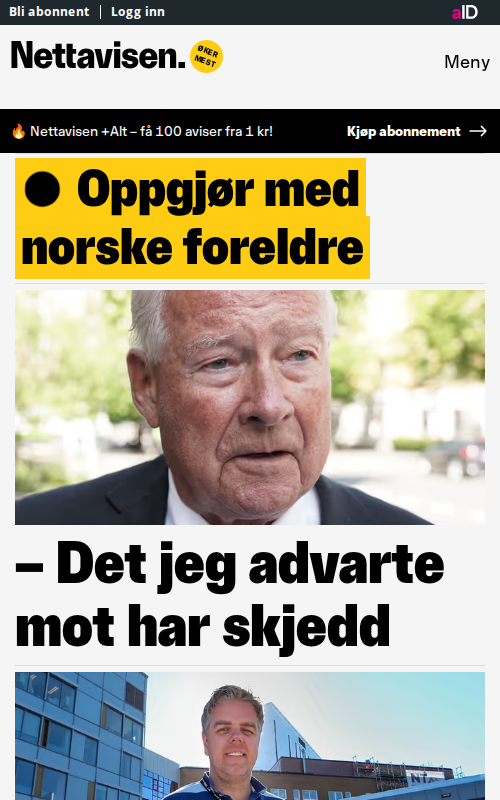 Bli abonnent | Logg inn
aID
Nettavisen.
ØKER
MEST
Meny
🔥 Nettavisen +Alt – få 100 aviser fra 1 kr!
Kjøp abonnement →
● Oppgjør med
norske foreldre
– Det jeg advarte
mot har skjedd